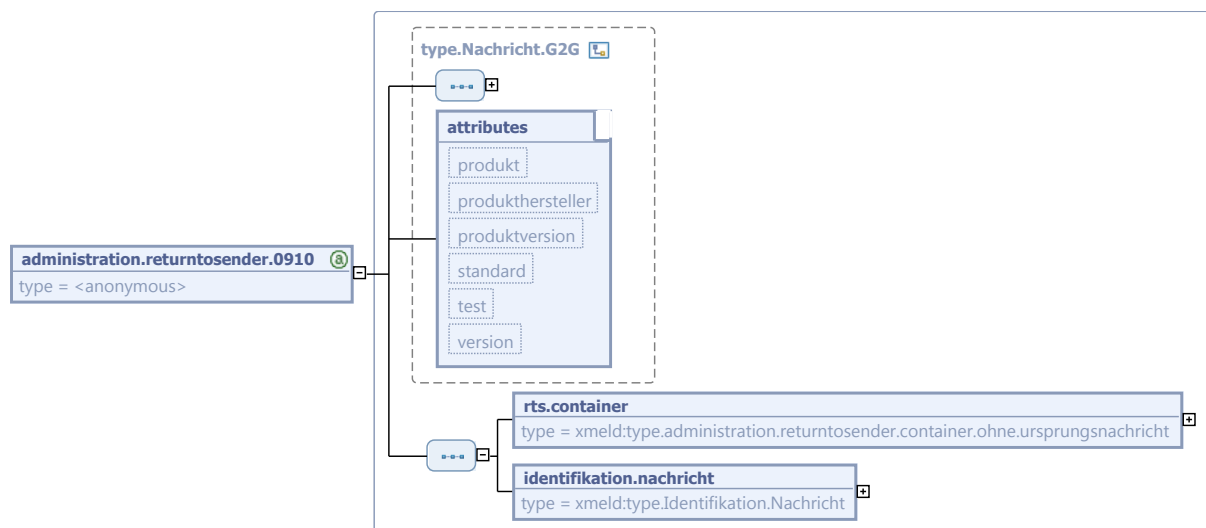 type.Nachricht.G2G
attributes
produkt
produkthersteller
produktversion
standard
test
version
administration.returntosender.0910
type = <anonymous>
rts.container
type = xmeld:type.administration.returntosender.container.ohne.ursprungsnachricht
identifikation.nachricht
type = xmeld:type.Identifikation.Nachricht